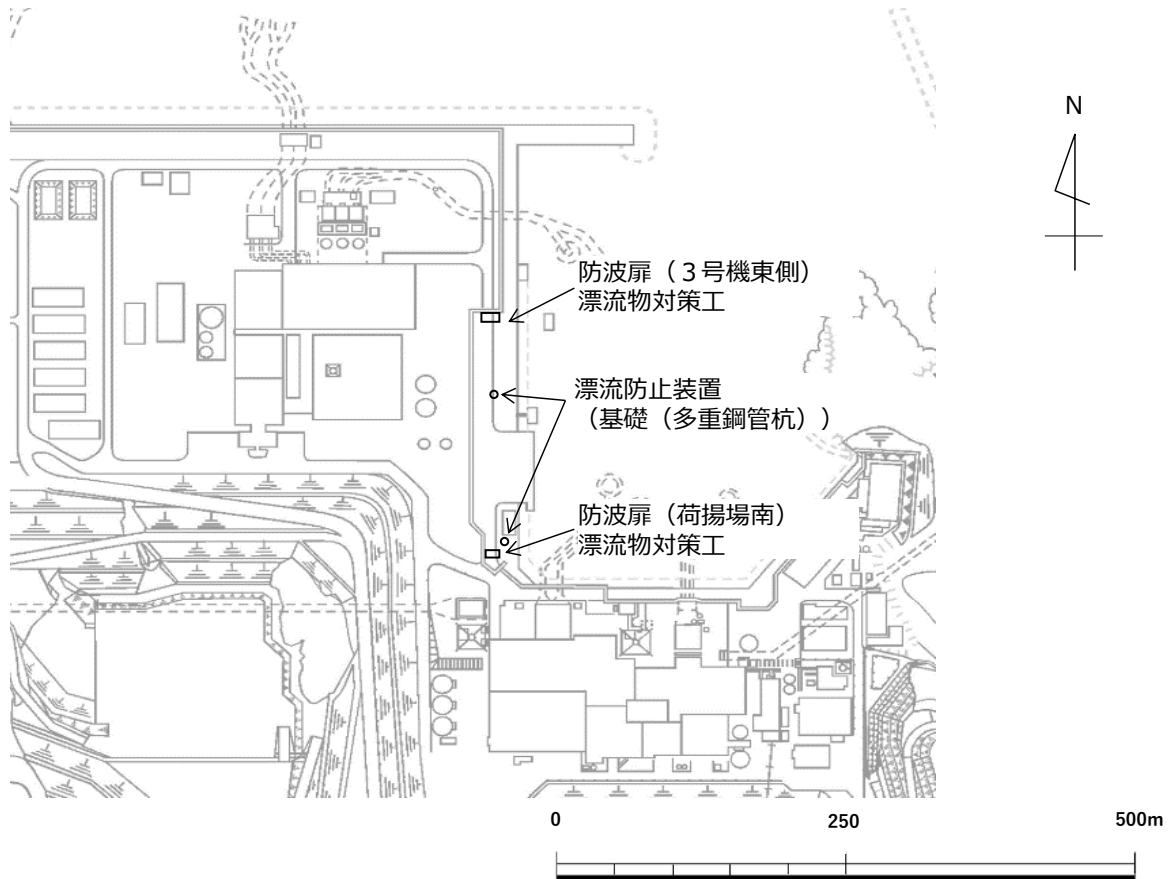 N
防波扉（３号機東側）
漂流物対策工
漂流防止装置
（基礎（多重鋼管杭））
防波扉（荷揚場南）
漂流物対策工
0 250 500m